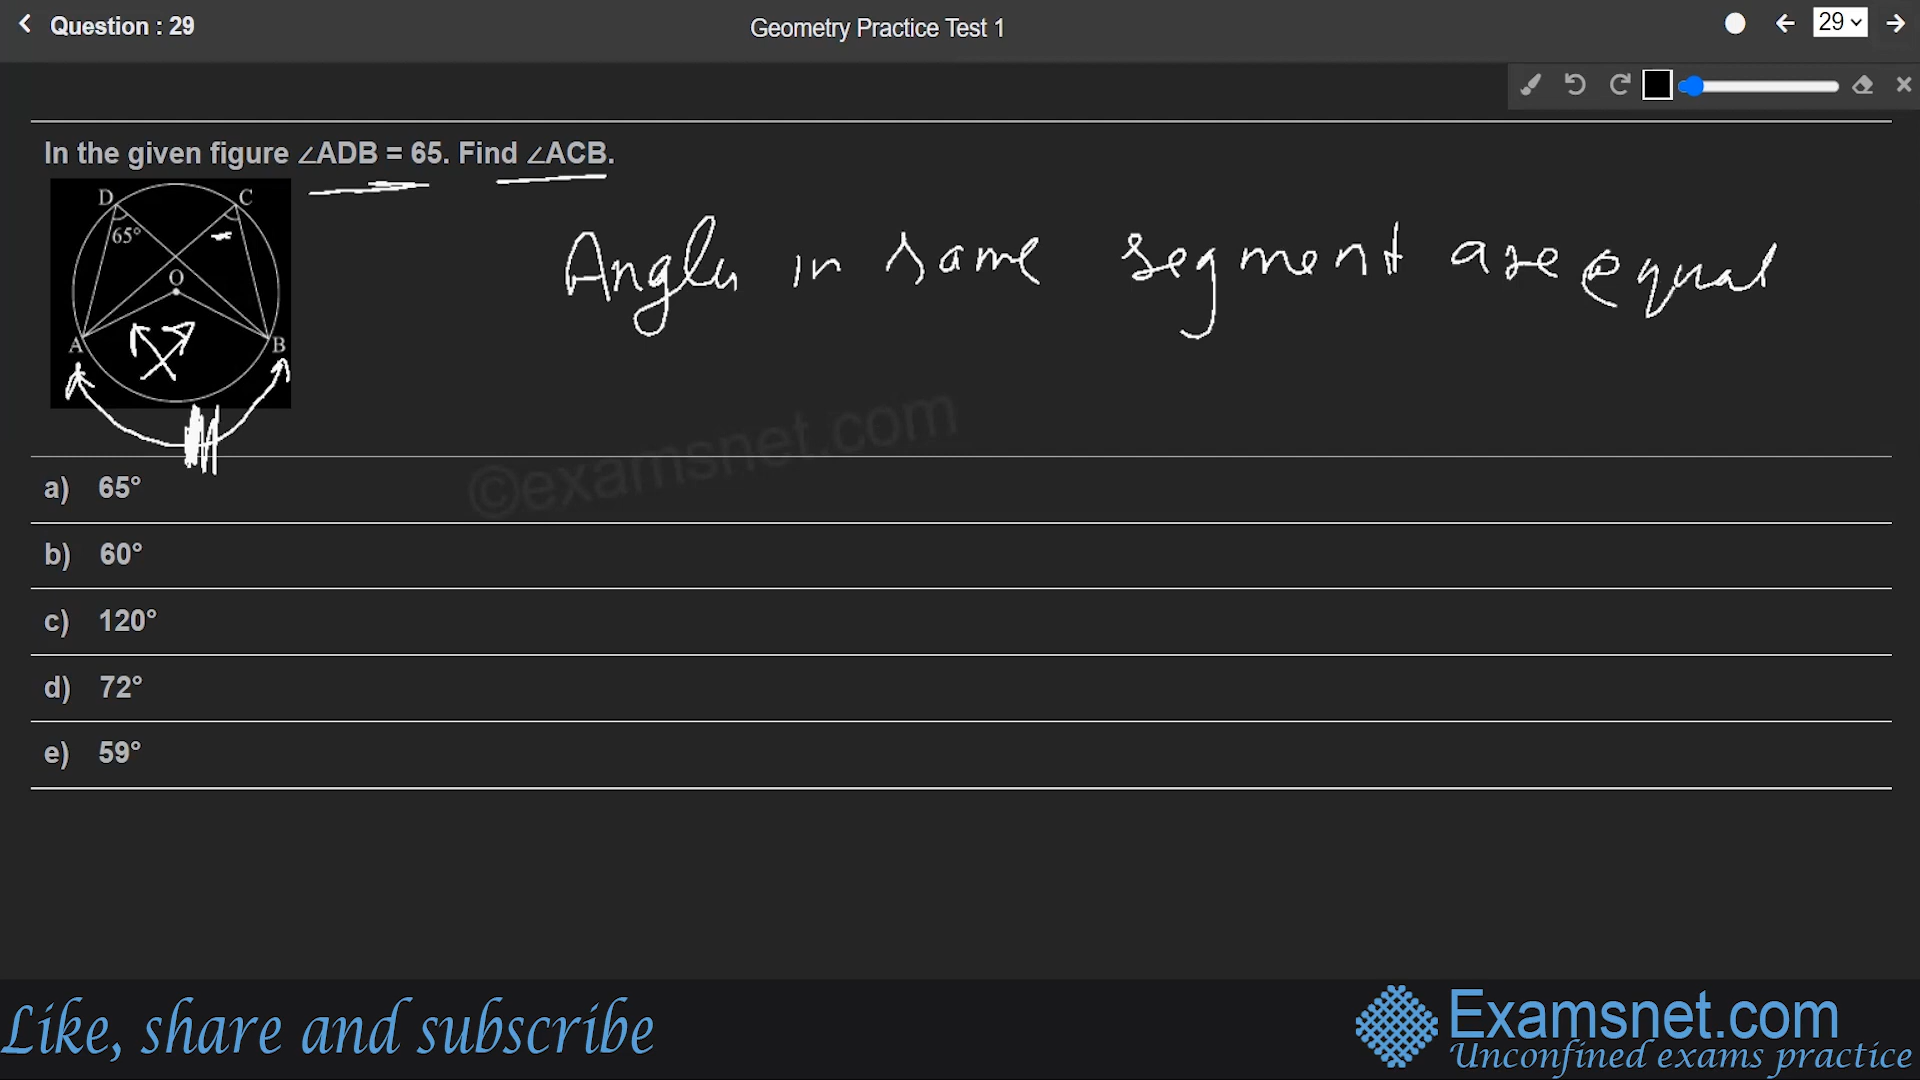 Question : 29
Geometry Practice Test 1
29
In the given figure ∠ADB = 65. Find ∠ACB.
D
C
65°
O
A
B
Angles in same segment are equal
©examsnet.com
a) 65°
b) 60°
c) 120°
d) 72°
e) 59°
Like, share and subscribe
Examsnet.com
Unconfined exams practice